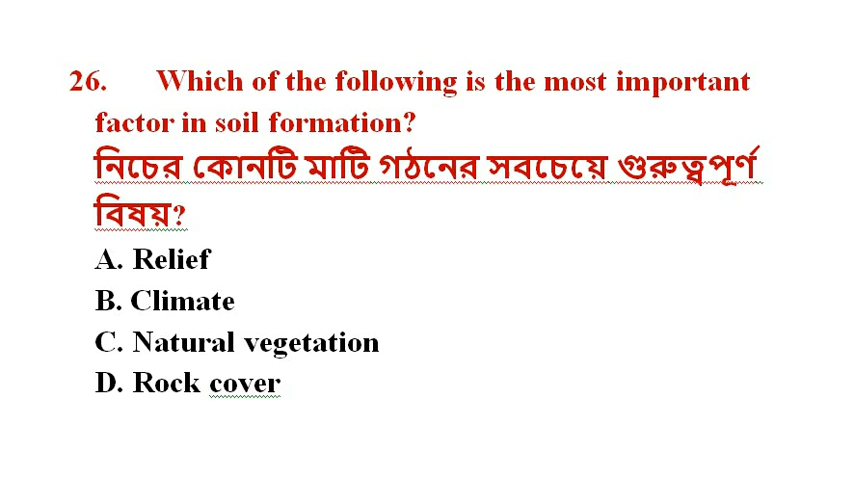 26. Which of the following is the most important
factor in soil formation?
নিচের কোনটি মাটি গঠনের সবচেয়ে গুরুত্বপূর্ণ
বিষয়?
A. Relief
B. Climate
C. Natural vegetation
D. Rock cover